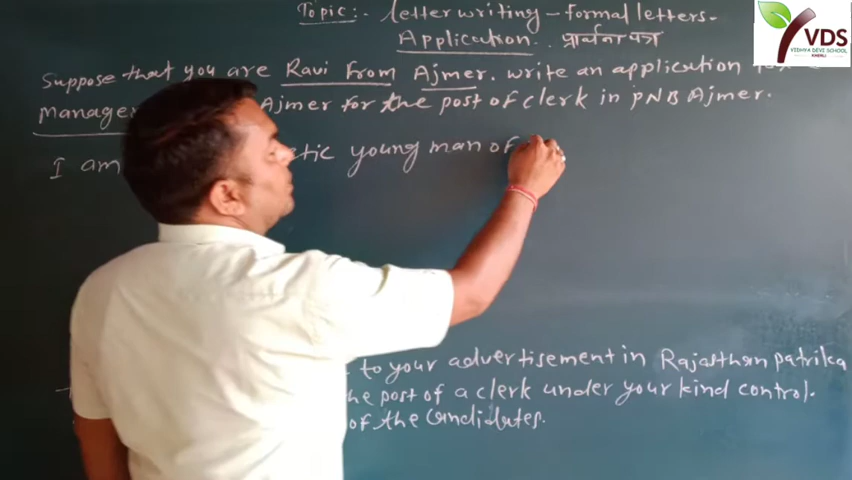 Topic:- letter writing - formal letters.
Application. प्रार्थना पत्र
Suppose that you are Ravi from Ajmer. write an application
manager Ajmer for the post of clerk in PNB Ajmer.
I am tic young man of
to your advertisement in Rajasthan patrika
the post of a clerk under your kind control.
of the candidates.
VDS
VIDHYA DEVI SCHOOL